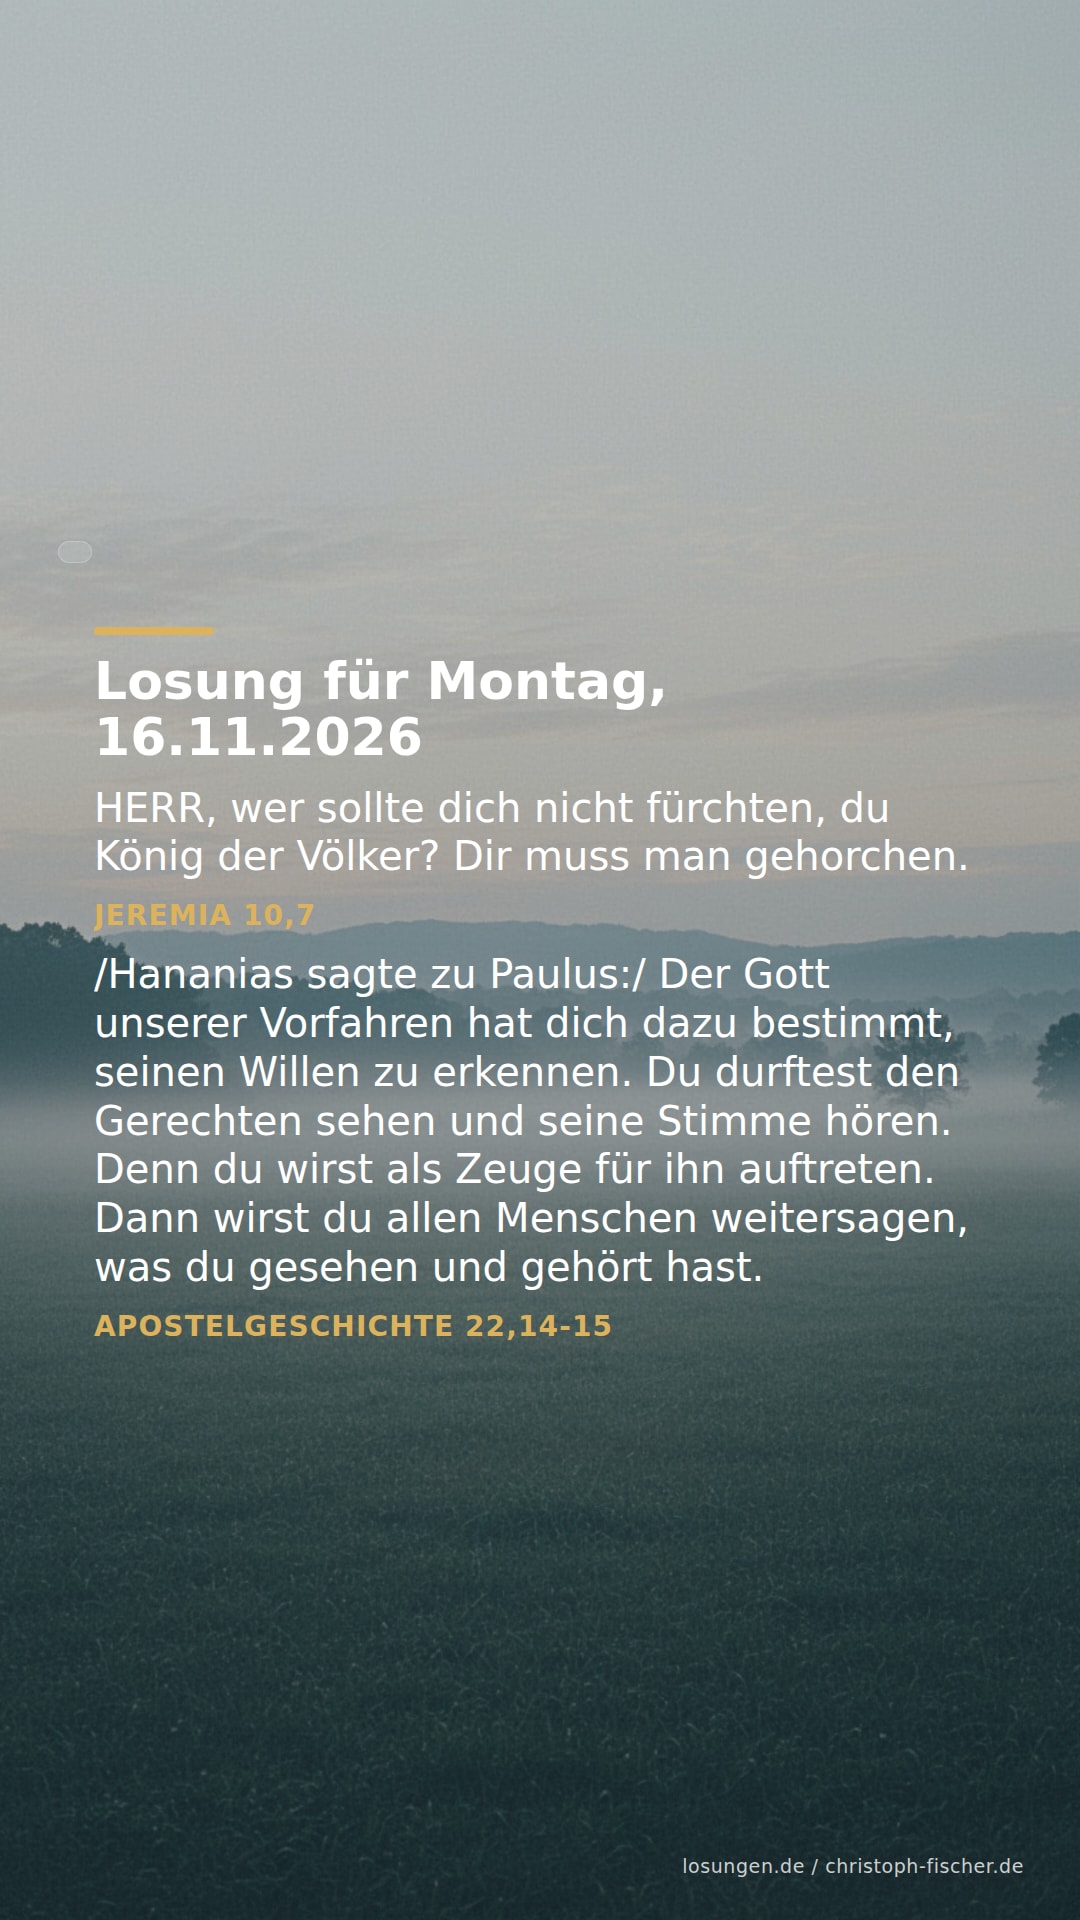 Losung für Montag,
16.11.2026
HERR, wer sollte dich nicht fürchten, du
König der Völker? Dir muss man gehorchen.
JEREMIA 10,7
/Hananias sagte zu Paulus:/ Der Gott
unserer Vorfahren hat dich dazu bestimmt,
seinen Willen zu erkennen. Du durftest den
Gerechten sehen und seine Stimme hören.
Denn du wirst als Zeuge für ihn auftreten.
Dann wirst du allen Menschen weitersagen,
was du gesehen und gehört hast.
APOSTELGESCHICHTE 22,14-15
losungen.de / christoph-fischer.de